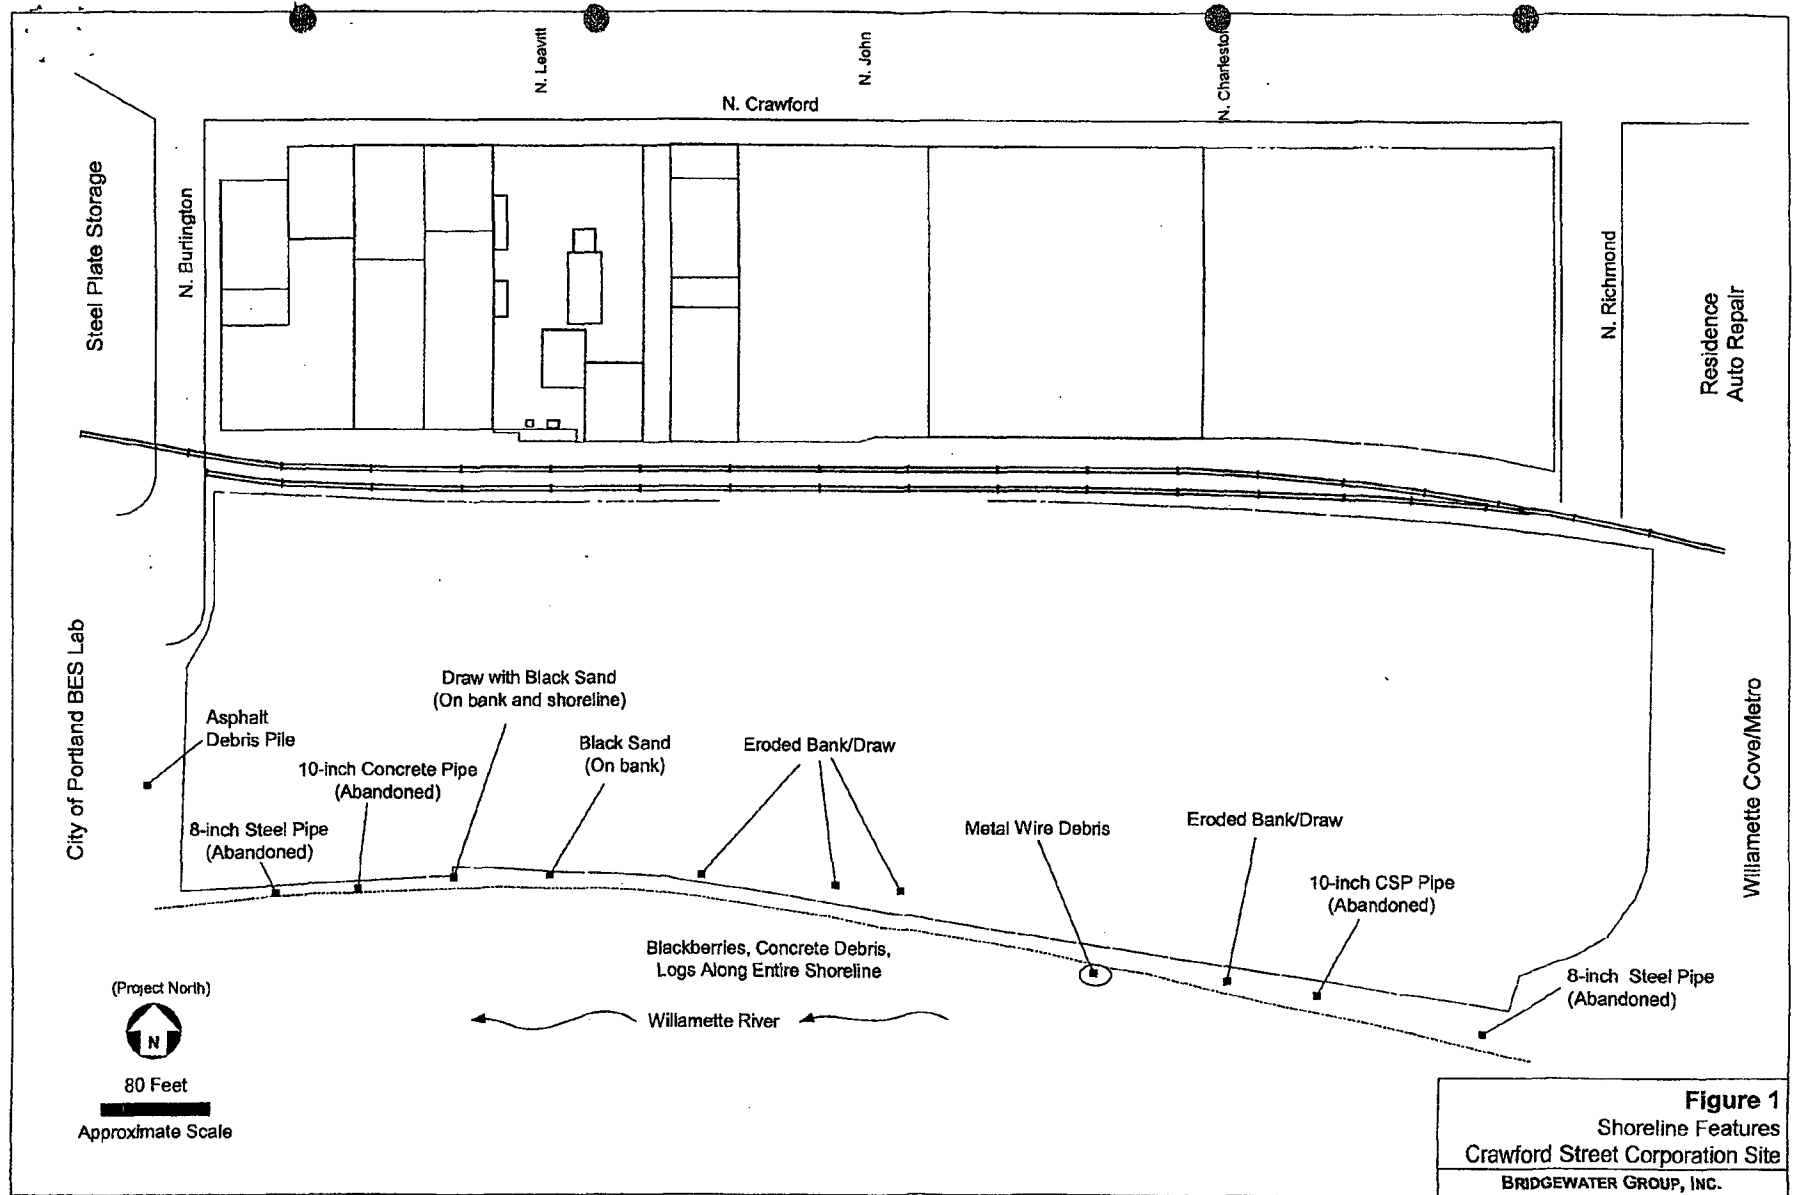 N. Leavitt
N. John
N. Charleston
N. Crawford
Steel Plate Storage
N. Burlington
N. Richmond
Residence
Auto Repair
City of Portland BES Lab
Asphalt
Debris Pile
Draw with Black Sand
(On bank and shoreline)
Black Sand
(On bank)
Eroded Bank/Draw
10-inch Concrete Pipe
(Abandoned)
8-inch Steel Pipe
(Abandoned)
Metal Wire Debris
Eroded Bank/Draw
10-inch CSP Pipe
(Abandoned)
Willamette Cove/Metro
Blackberries, Concrete Debris,
Logs Along Entire Shoreline
8-inch Steel Pipe
(Abandoned)
(Project North)
N
Willamette River
80 Feet
Approximate Scale
Figure 1
Shoreline Features
Crawford Street Corporation Site
BRIDGEWATER GROUP, INC.